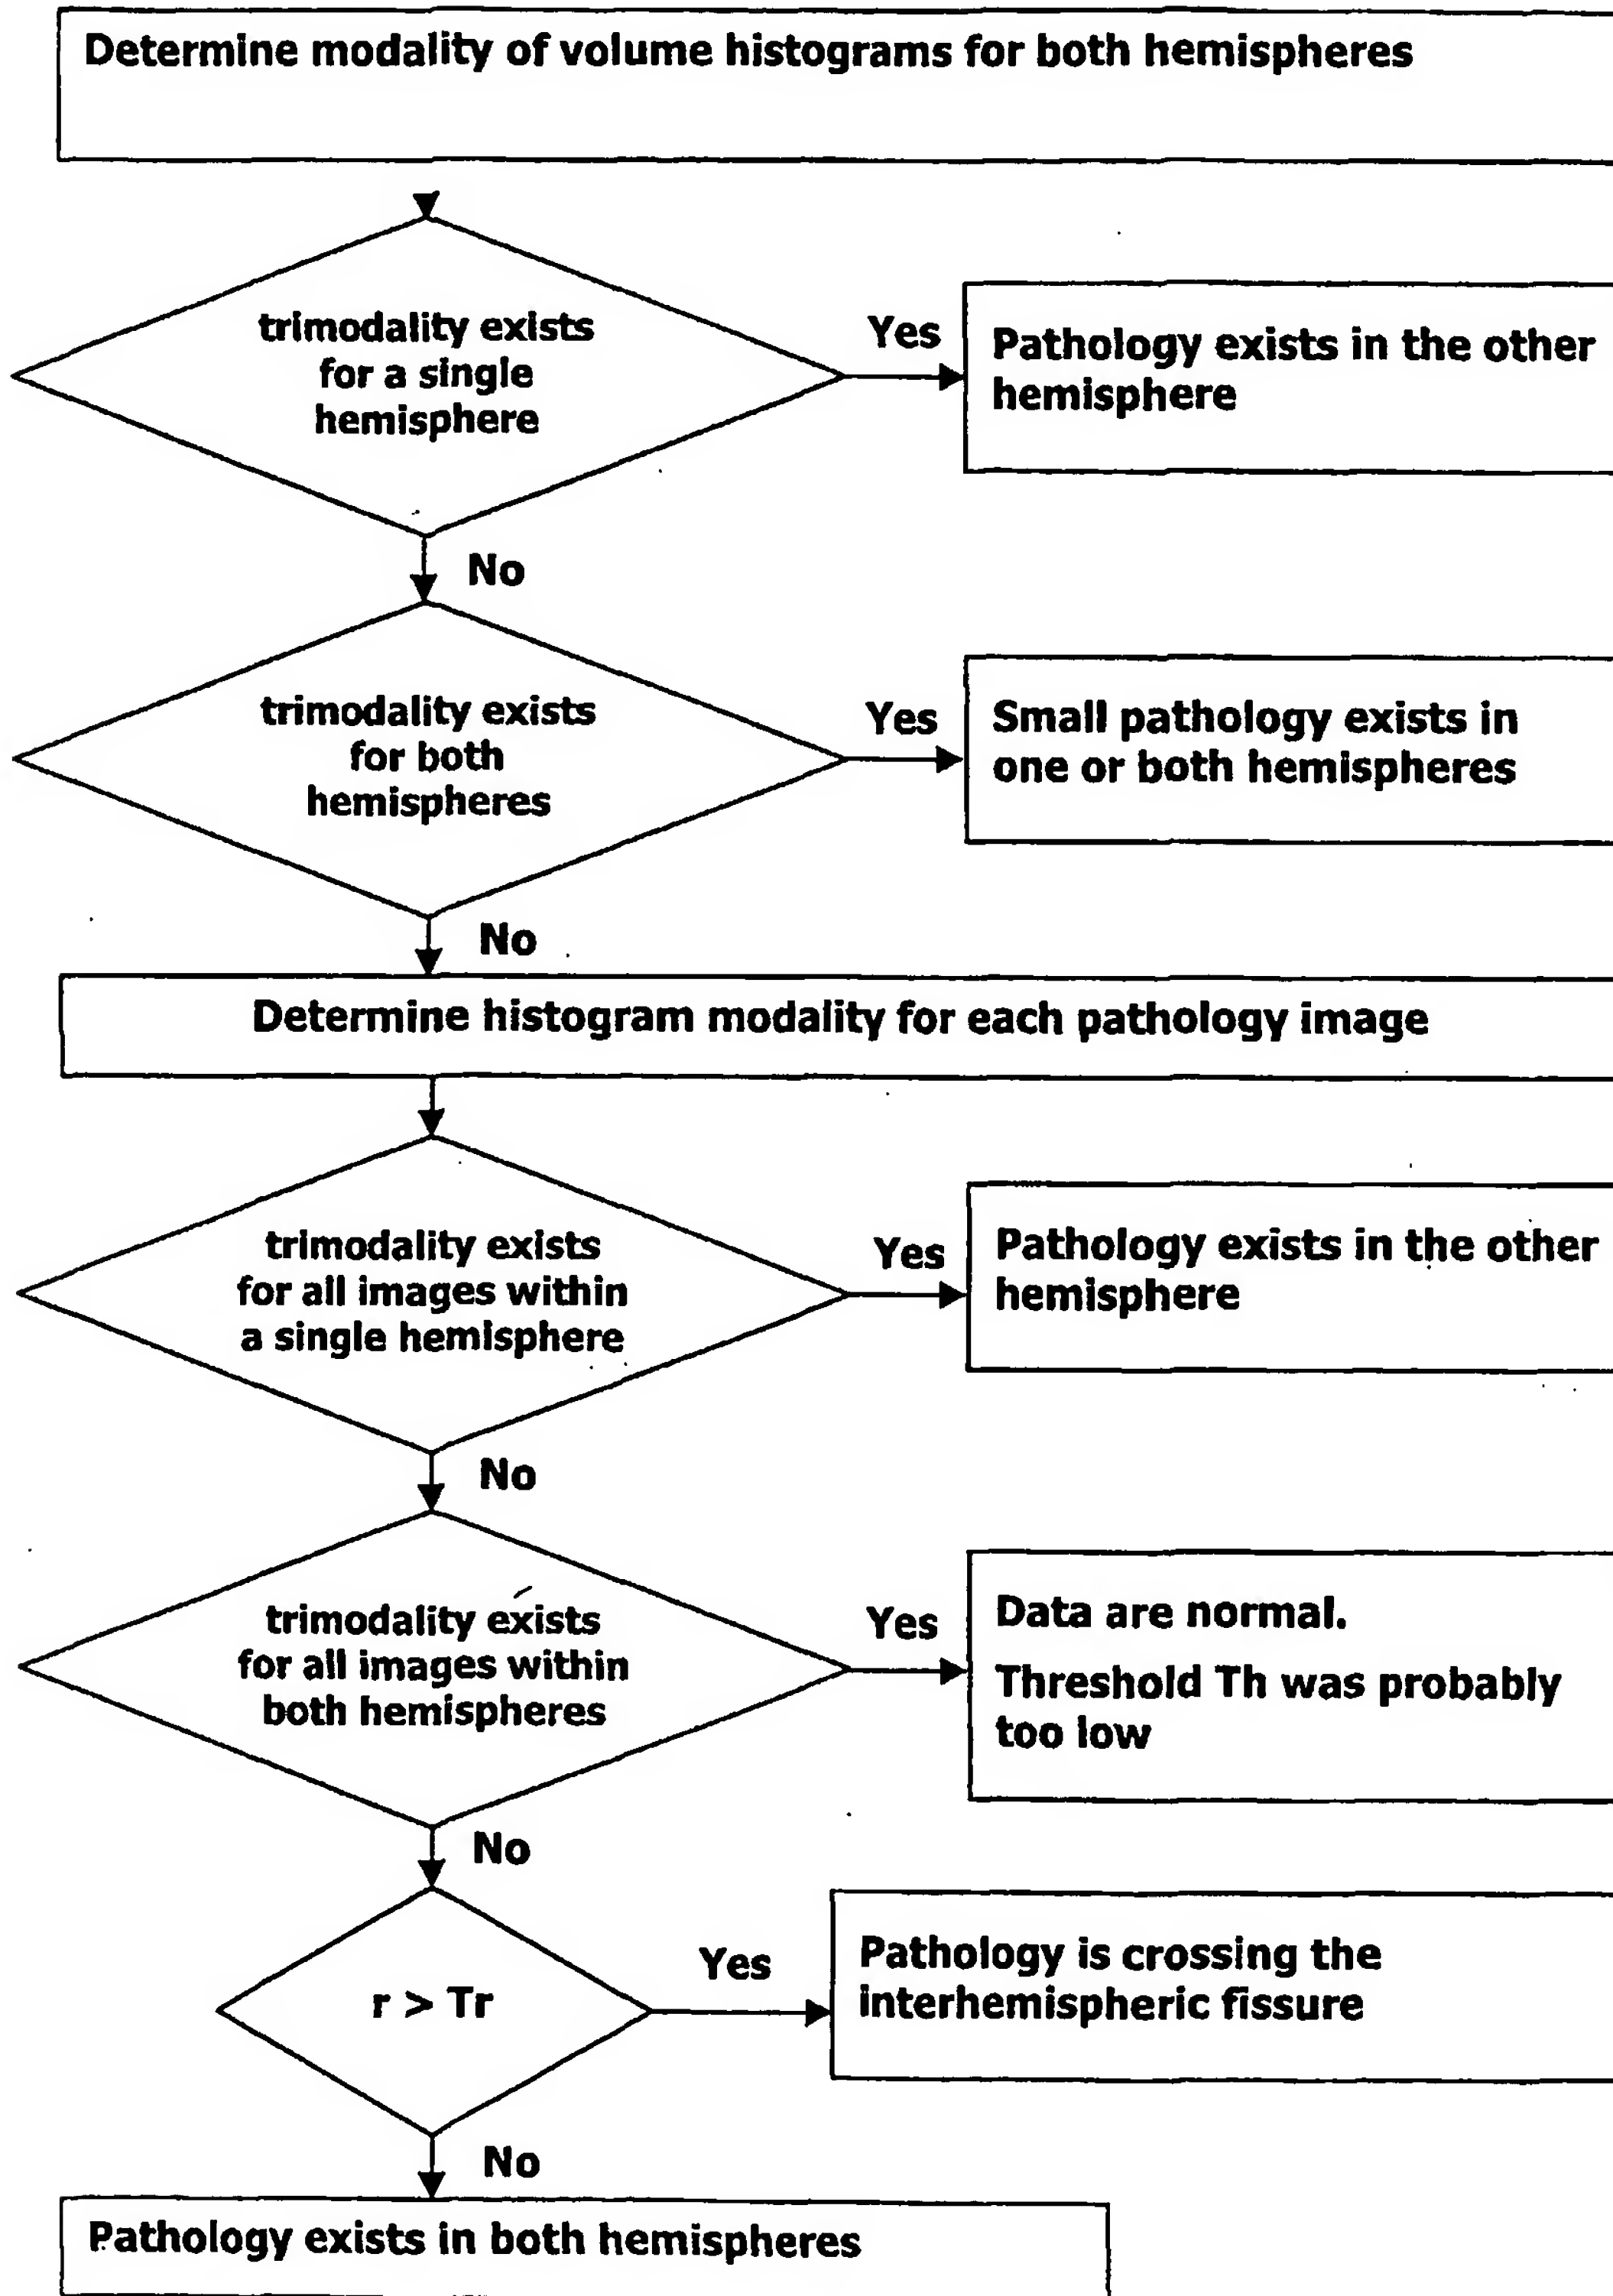 Determine modality of volume histograms for both hemispheres
trimodality exists
for a single
hemisphere
Yes
Pathology exists in the other
hemisphere
No
trimodality exists
for both
hemispheres
Yes
Small pathology exists in
one or both hemispheres
No
Determine histogram modality for each pathology image
trimodality exists
for all images within
a single hemisphere
Yes
Pathology exists in the other
hemisphere
No
trimodality exists
for all images within
both hemispheres
Yes
Data are normal.
Threshold Th was probably
too low
No
r > Tr
Yes
Pathology is crossing the
interhemispheric fissure
No
Pathology exists in both hemispheres